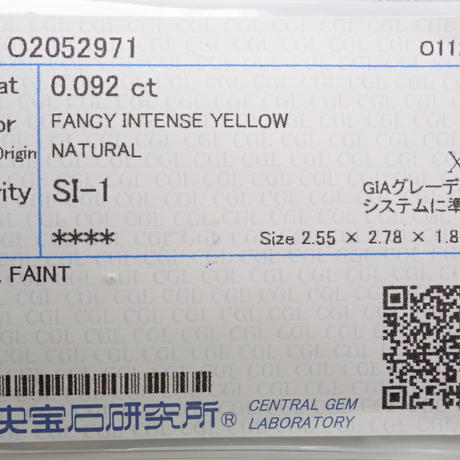 O2052971 O112
at 0.092 ct
or FANCY INTENSE YELLOW
Origin NATURAL
rity SI-1
GIAグレーデ
システムに準
**** Size 2.55 × 2.78 × 1.8
FAINT
央宝石研究所® CENTRAL GEM
LABORATORY